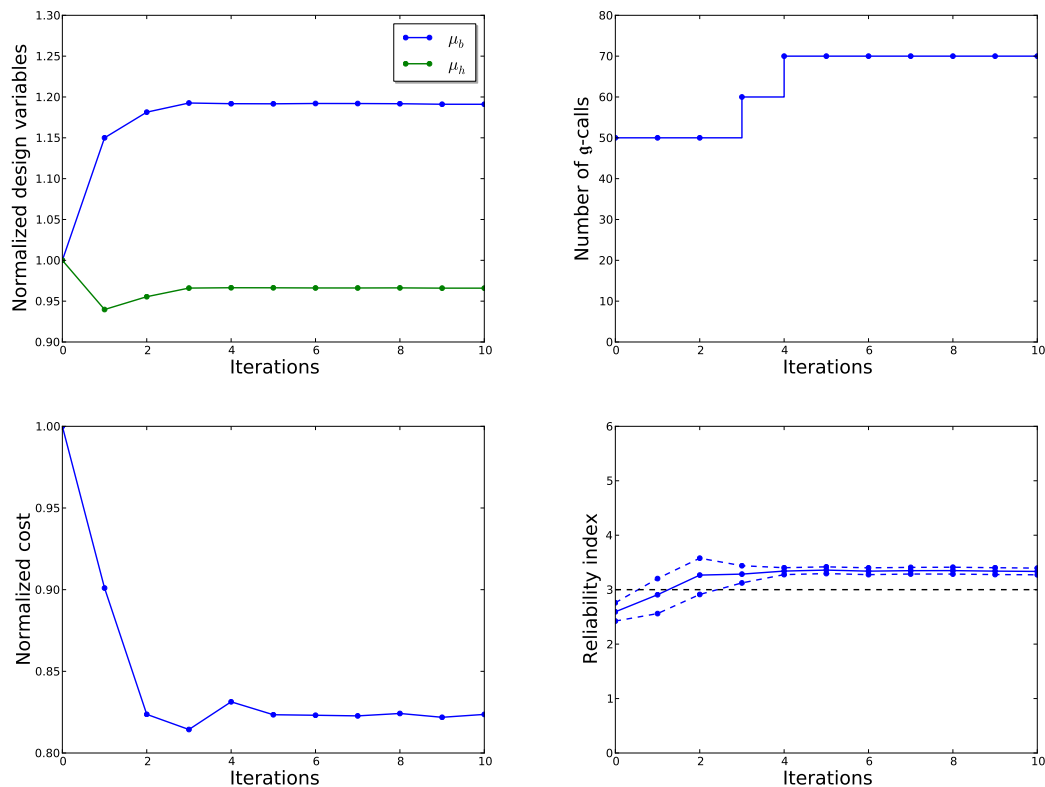 1.30
1.25
1.20
1.15
1.10
1.05
1.00
0.95
0.90
0 2 4 6 8 10
Normalized design variables
Iterations
μ_b
μ_h
80
70
60
50
40
30
20
10
0
0 2 4 6 8 10
Number of 𝔤-calls
Iterations
1.00
0.95
0.90
0.85
0.80
0 2 4 6 8 10
Normalized cost
Iterations
6
5
4
3
2
1
0
0 2 4 6 8 10
Reliability index
Iterations